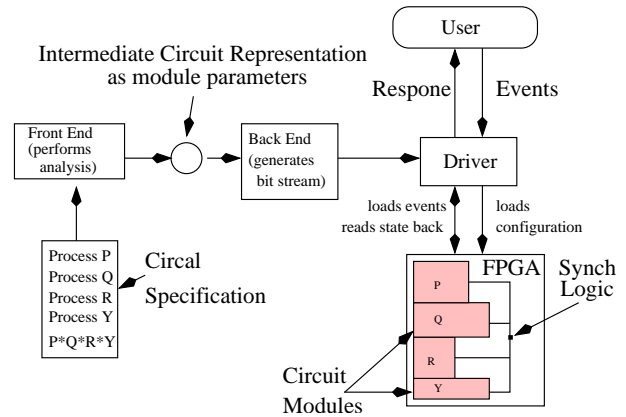 User
Intermediate Circuit Representation
as module parameters
Respone
Events
Front End
(performs
analysis)
Back End
(generates
bit stream)
Driver
loads events
reads state back
loads
configuration
Process P
Process Q
Process R
Process Y
P*Q*R*Y
Circal
Specification
FPGA
P
Q
R
Y
Synch
Logic
Circuit
Modules